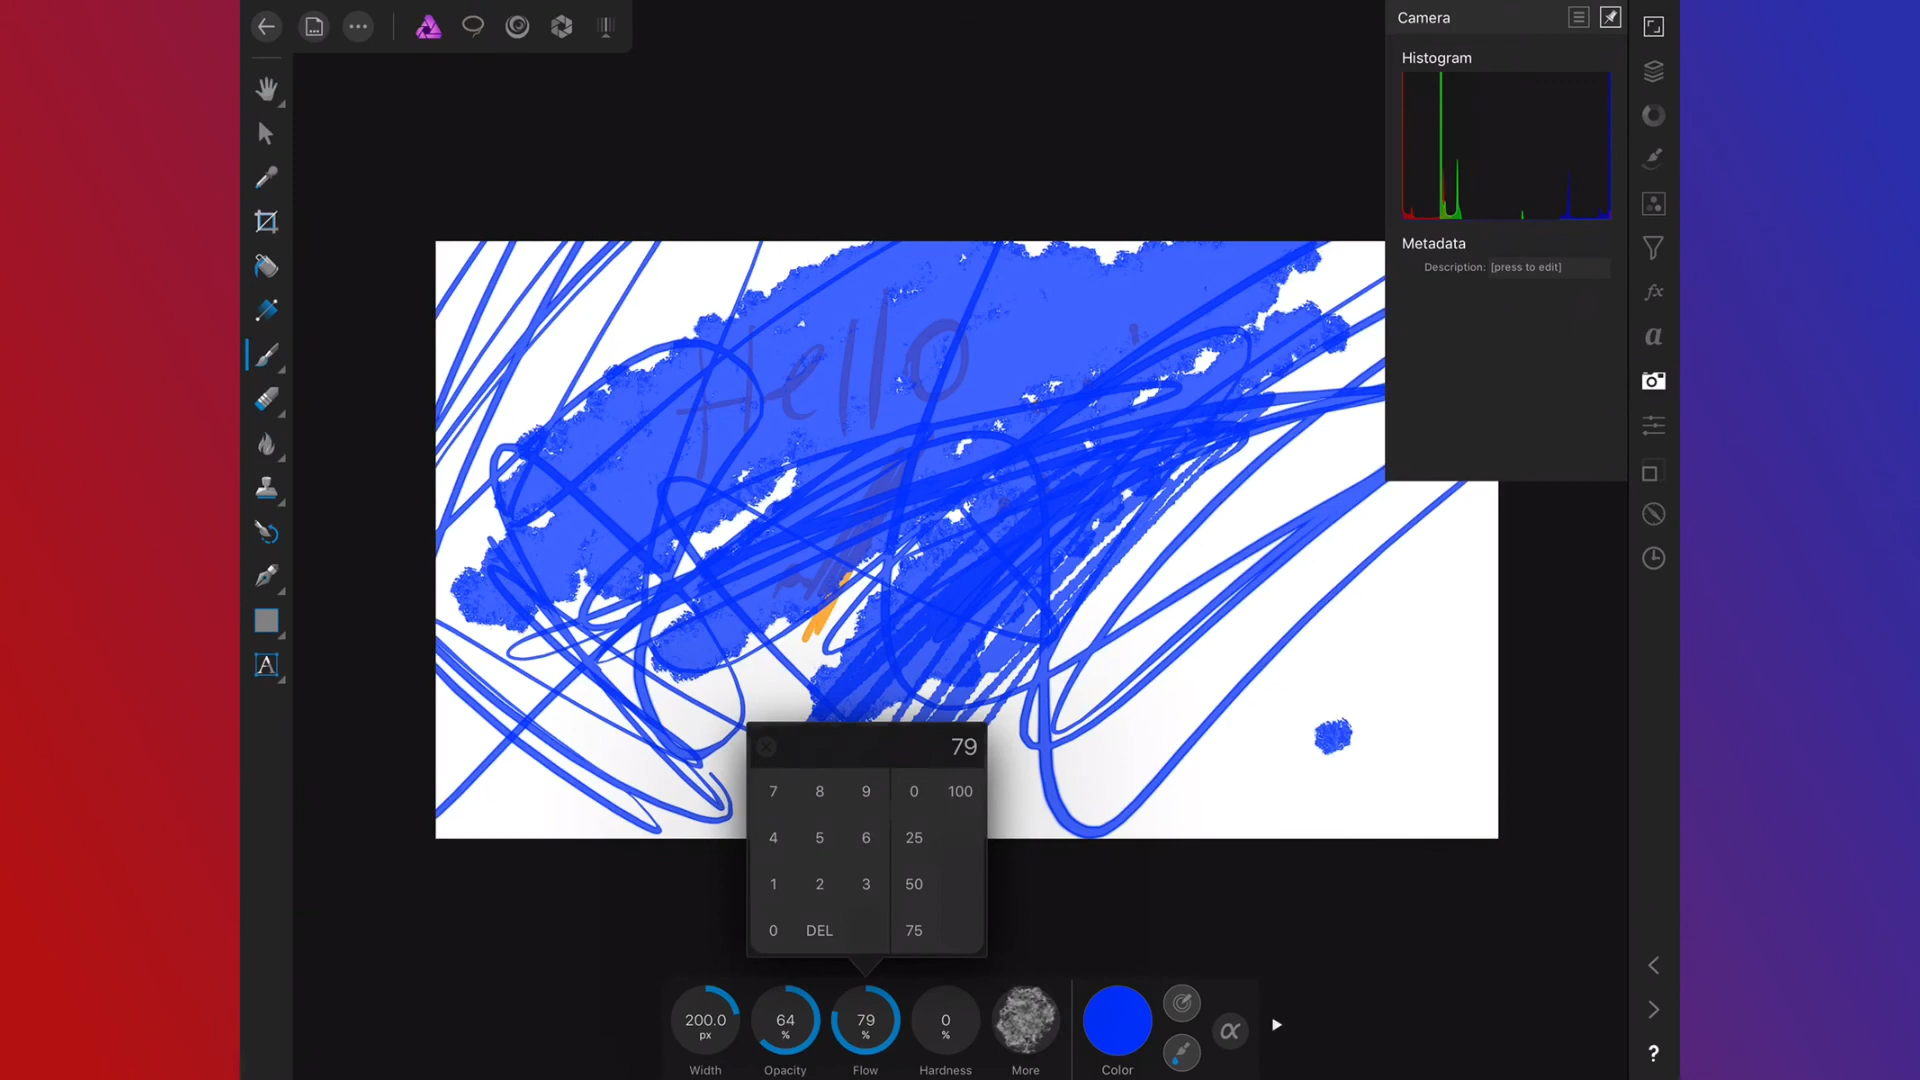 Camera
Histogram
Metadata
Description: [press to edit]
Hello
79
7 8 9 0 100
4 5 6 25
1 2 3 50
0 DEL 75
200.0 px
64 %
79 %
0 %
Width
Opacity
Flow
Hardness
More
Color
A
fx
a
α
?